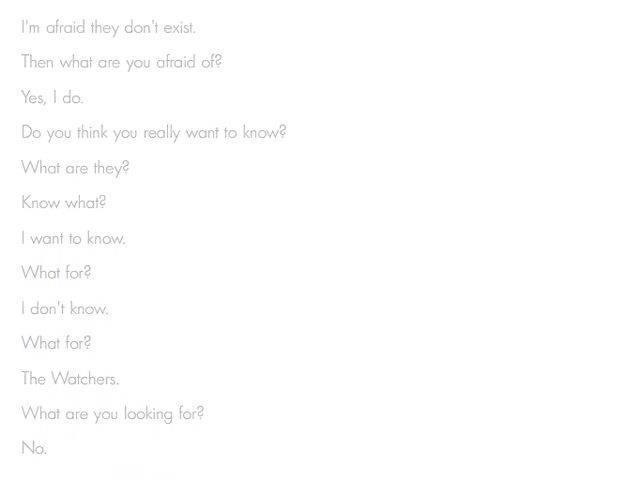 I'm afraid they don't exist.
Then what are you afraid of?
Yes, I do.
Do you think you really want to know?
What are they?
Know what?
I want to know.
What for?
I don't know.
What for?
The Watchers.
What are you looking for?
No.